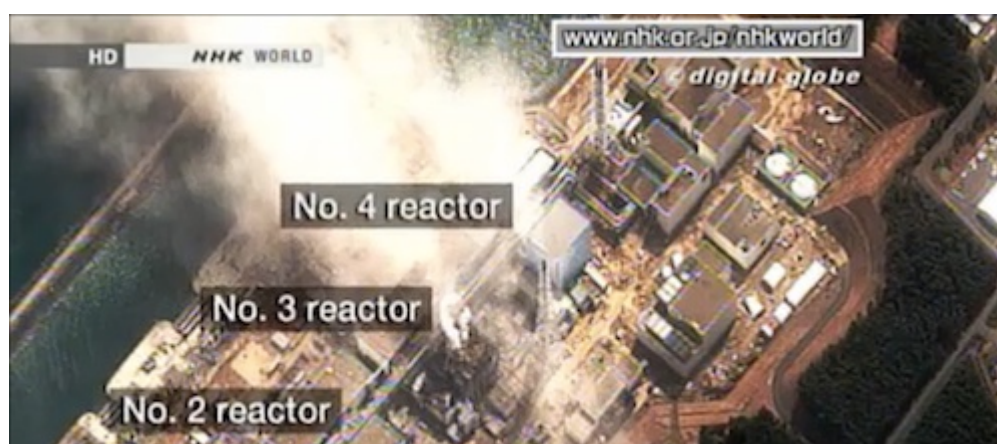 HD NHK WORLD
www.nhk.or.jp/nhkworld/
© digital globe
No. 4 reactor
No. 3 reactor
No. 2 reactor